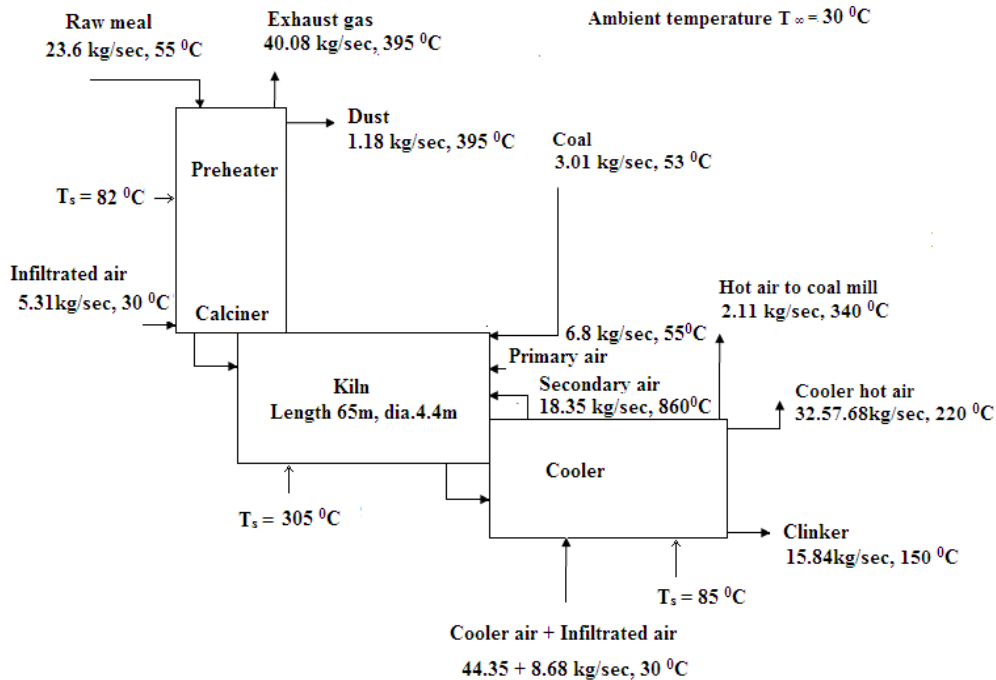 Raw meal
23.6 kg/sec, 55 ⁰C
Exhaust gas
40.08 kg/sec, 395 ⁰C
Ambient temperature T ∞ = 30 ⁰C
Dust
1.18 kg/sec, 395 ⁰C
Coal
3.01 kg/sec, 53 ⁰C
Preheater
Tₛ = 82 ⁰C
Infiltrated air
5.31kg/sec, 30 ⁰C
Calciner
Hot air to coal mill
2.11 kg/sec, 340 ⁰C
6.8 kg/sec, 55⁰C
Primary air
Kiln
Length 65m, dia.4.4m
Secondary air
18.35 kg/sec, 860⁰C
Cooler hot air
32.57.68kg/sec, 220 ⁰C
Cooler
Tₛ = 305 ⁰C
Clinker
15.84kg/sec, 150 ⁰C
Tₛ = 85 ⁰C
Cooler air + Infiltrated air
44.35 + 8.68 kg/sec, 30 ⁰C